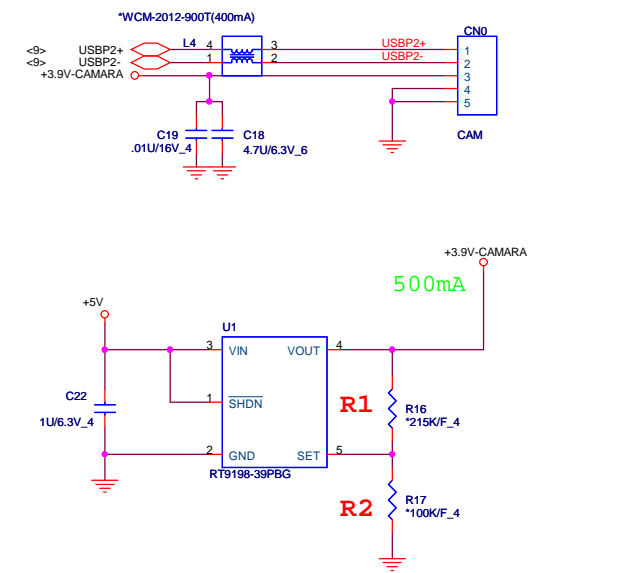 *WCM-2012-900T(400mA)
CN0
<9> USBP2+ L4 4 3 USBP2+ 1
<9> USBP2- 1 2 USBP2- 2
+3.9V-CAMARA 3
4
5
C19
.01U/16V_4
C18
4.7U/6.3V_6
CAM
+3.9V-CAMARA
500mA
+5V
U1
3 VIN VOUT 4
C22
1U/6.3V_4
1 SHDN
R1
R16
*215K/F_4
2 GND SET 5
RT9198-39PBG
R2
R17
*100K/F_4